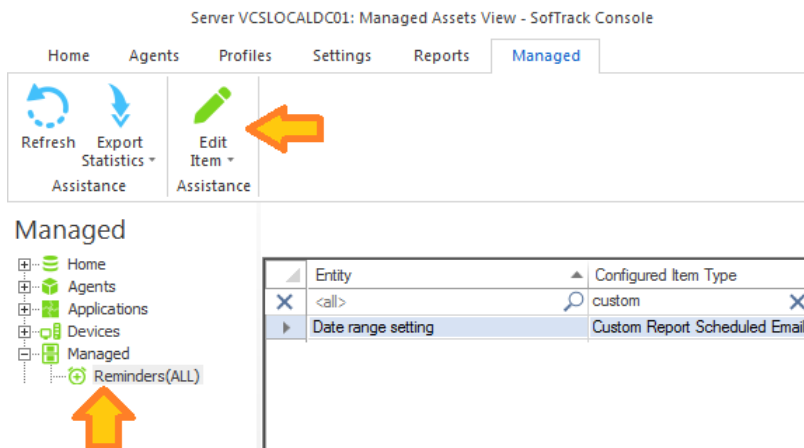 Server VCSLOCALDC01: Managed Assets View - SofTrack Console
Home Agents Profiles Settings Reports Managed
Refresh Export Statistics Edit Item
Assistance Assistance
Managed
Home
Agents
Applications
Devices
Managed
Reminders(ALL)
Entity Configured Item Type
<all> custom
Date range setting Custom Report Scheduled Email